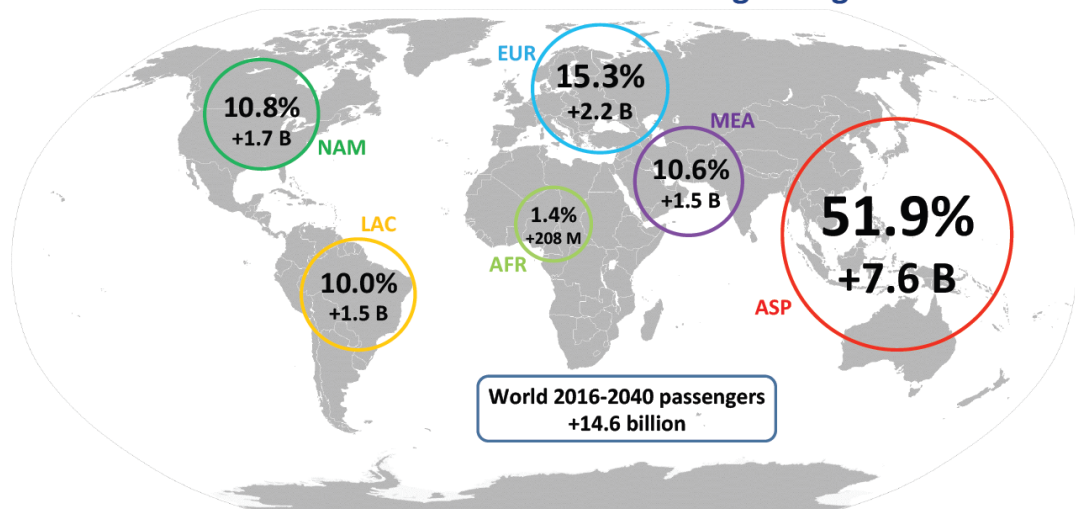 EUR
15.3%
+2.2 B
10.8%
+1.7 B
NAM
MEA
10.6%
+1.5 B
51.9%
+7.6 B
ASP
1.4%
+208 M
AFR
LAC
10.0%
+1.5 B
World 2016-2040 passengers
+14.6 billion